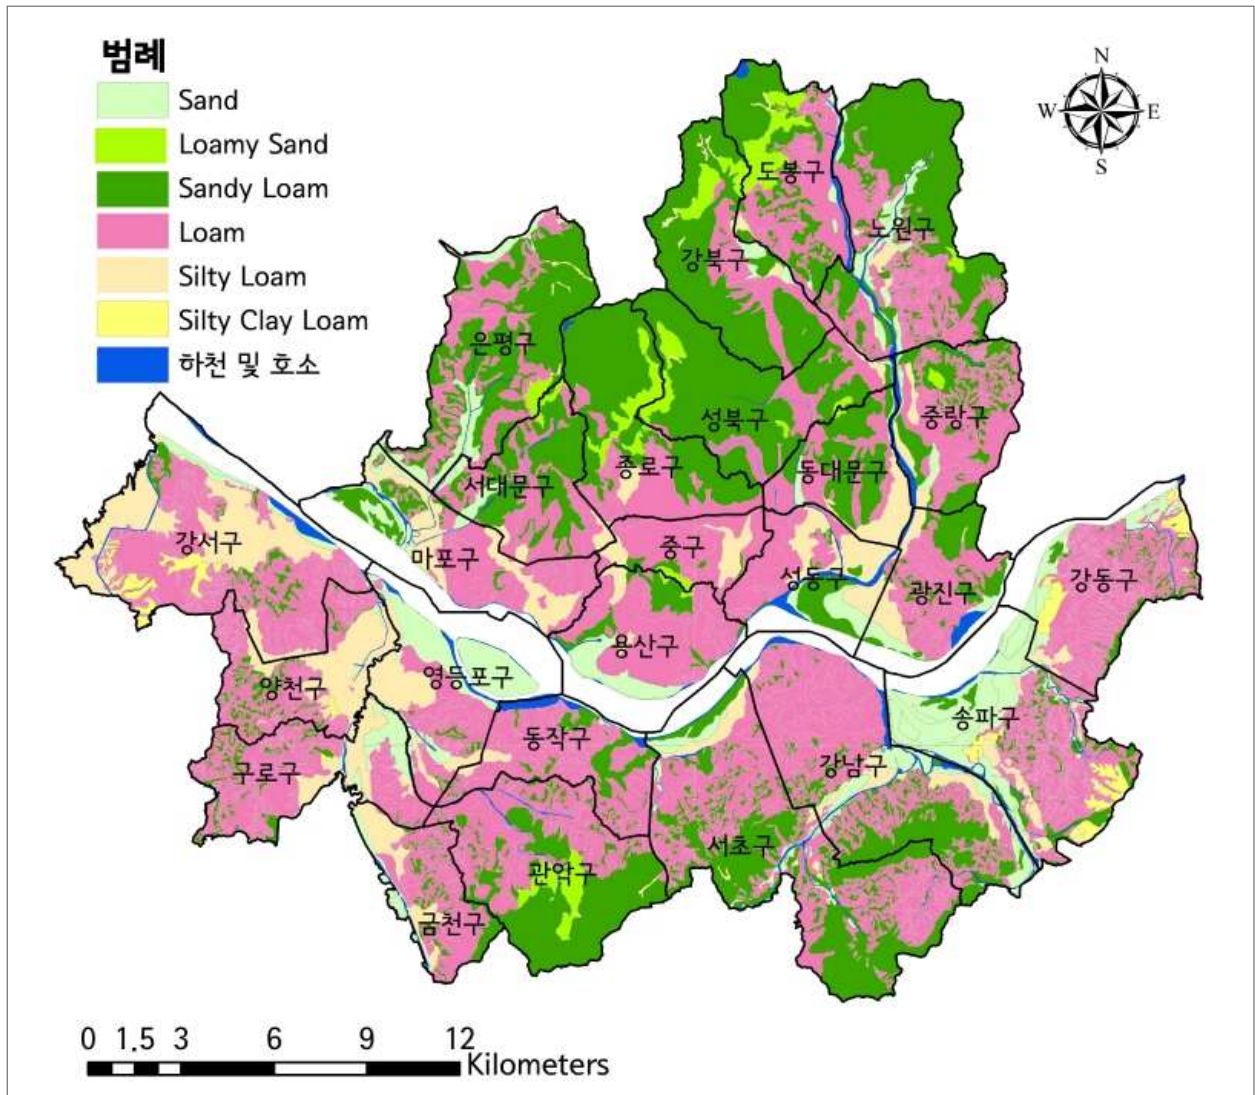 범례
Sand
Loamy Sand
Sandy Loam
Loam
Silty Loam
Silty Clay Loam
하천 및 호소
N
W E
S
도봉구
노원구
강북구
은평구
성북구
중랑구
종로구
동대문구
서대문구
강서구
마포구
중구
성동구
광진구
강동구
용산구
영등포구
양천구
송파구
동작구
강남구
구로구
서초구
관악구
금천구
0 1.5 3 6 9 12
Kilometers